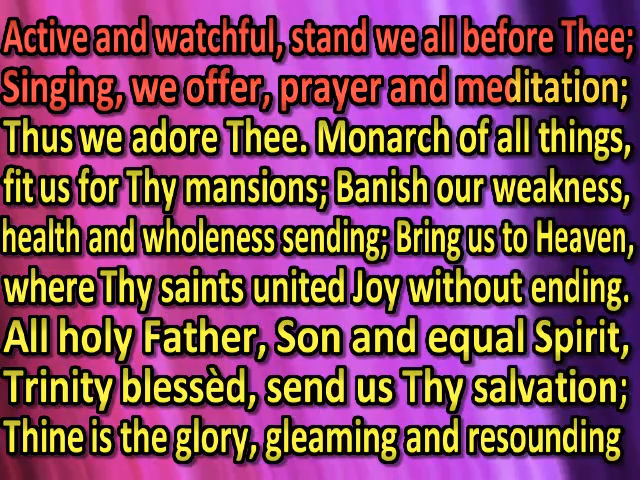 Active and watchful, stand we all before Thee;
Singing, we offer, prayer and meditation;
Thus we adore Thee. Monarch of all things,
fit us for Thy mansions; Banish our weakness,
health and wholeness sending; Bring us to Heaven,
where Thy saints united Joy without ending.
All holy Father, Son and equal Spirit,
Trinity blessèd, send us Thy salvation;
Thine is the glory, gleaming and resounding